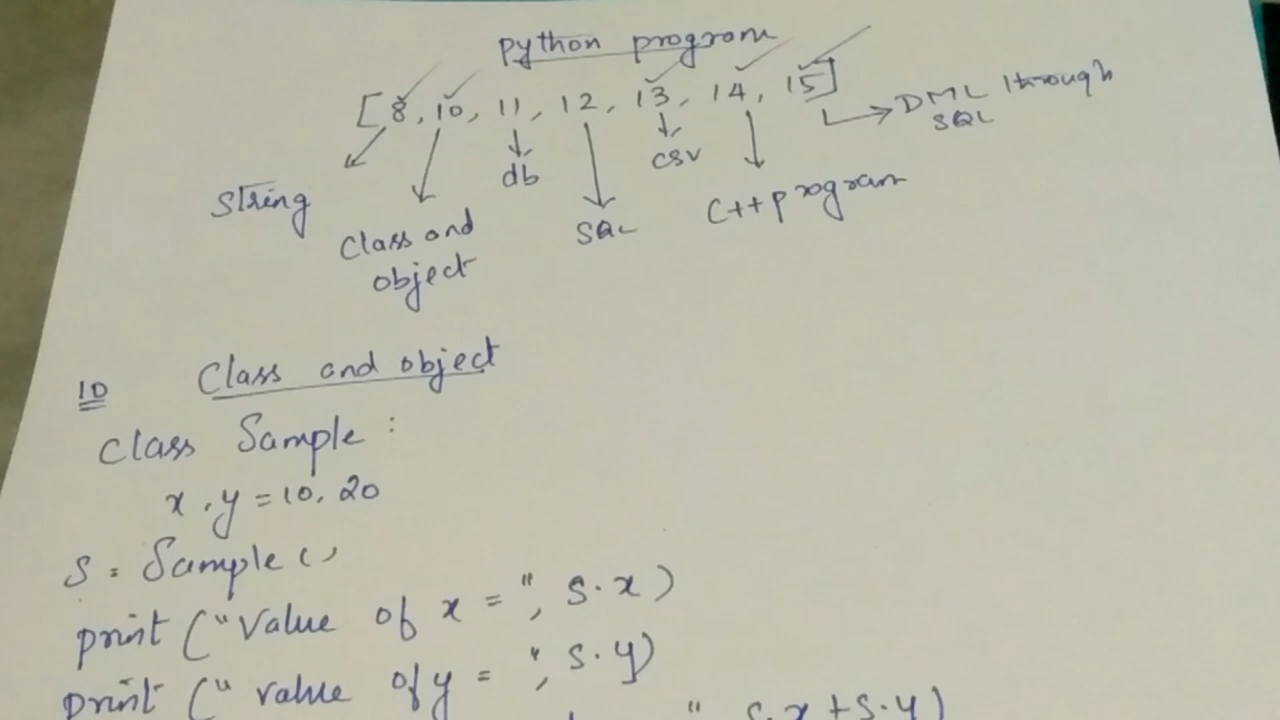 Python program
[8, 10, 11, 12, 13, 14, 15]
DML through
SQL
String
Class and
object
db
SQL
CSV
C++ program
10 Class and object
Class Sample :
x, y = 10, 20
S = Sample ()
print ("Value of x = ", S.x)
print (" value of y = ", S.y)
" S.x + S.y)